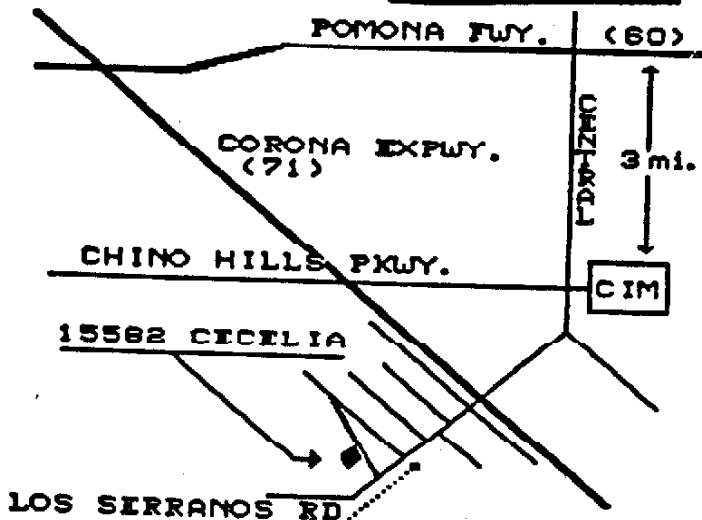 POMONA FWY. (60)
CENTRAL
CORONA EXPWY.
(71)
3 mi.
CHINO HILLS PKWY.
CIM
15582 CECELIA
LOS SERRANOS RD.